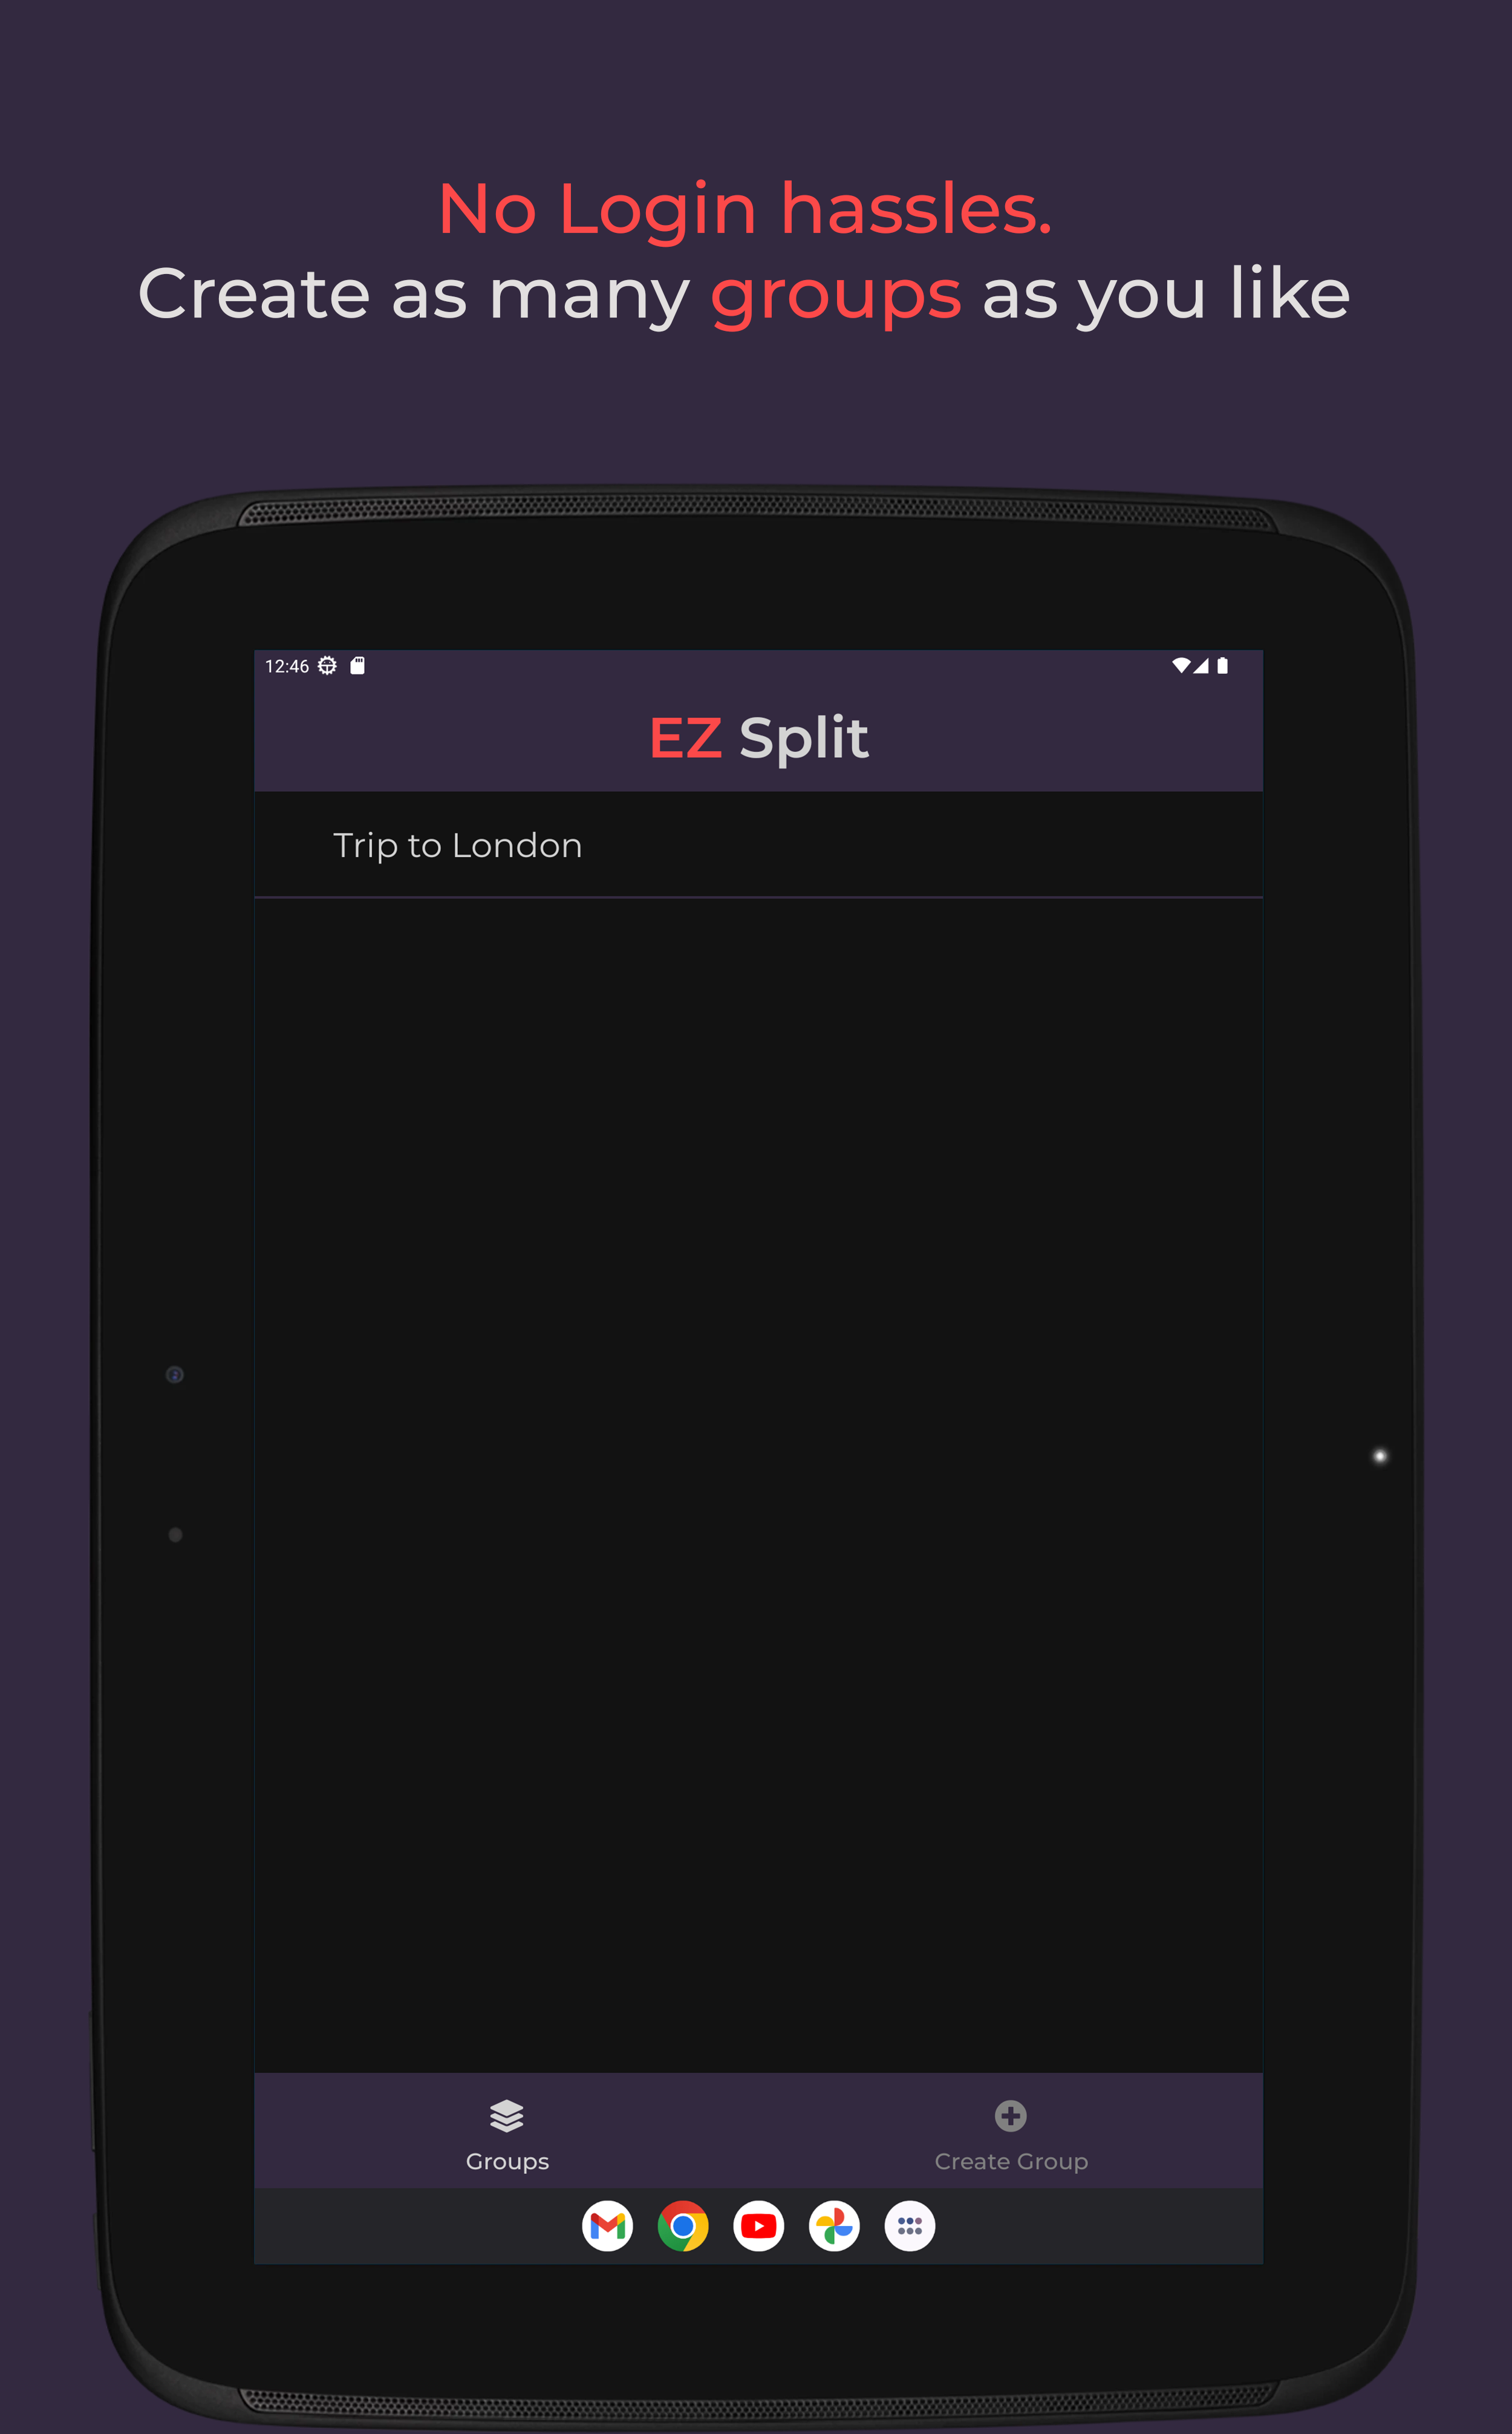 No Login hassles.
Create as many groups as you like
12:46
EZ Split
Trip to London
Groups
Create Group